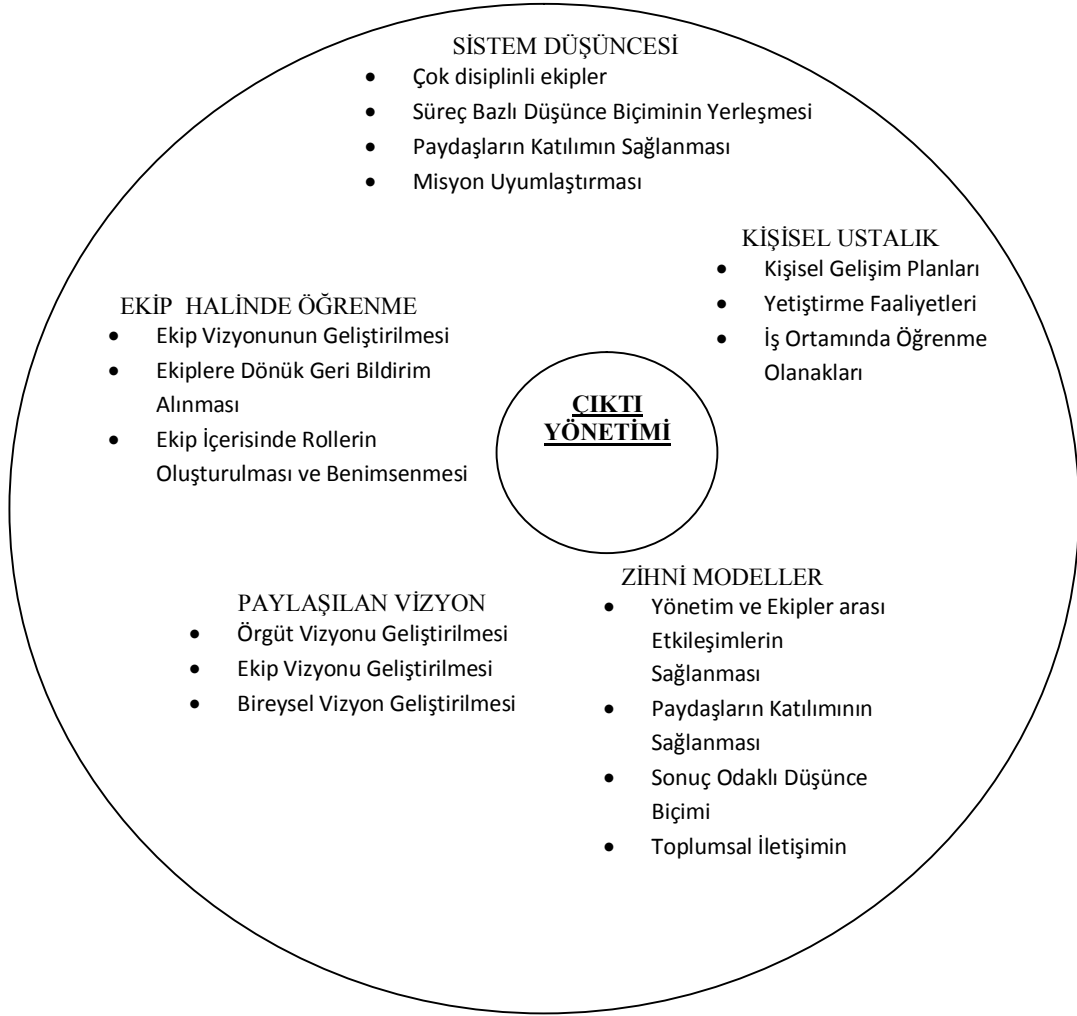 SİSTEM DÜŞÜNCESİ
• Çok disiplinli ekipler
• Süreç Bazlı Düşünce Biçiminin Yerleşmesi
• Paydaşların Katılımın Sağlanması
• Misyon Uyumlaştırması
KİŞİSEL USTALIK
• Kişisel Gelişim Planları
• Yetiştirme Faaliyetleri
• İş Ortamında Öğrenme
Olanakları
EKİP HALİNDE ÖĞRENME
• Ekip Vizyonunun Geliştirilmesi
• Ekiplere Dönük Geri Bildirim
Alınması
• Ekip İçerisinde Rollerin
Oluşturulması ve Benimsenmesi
ÇIKTI
YÖNETİMİ
PAYLAŞILAN VİZYON
• Örgüt Vizyonu Geliştirilmesi
• Ekip Vizyonu Geliştirilmesi
• Bireysel Vizyon Geliştirilmesi
ZİHNİ MODELLER
• Yönetim ve Ekipler arası
Etkileşimlerin
Sağlanması
• Paydaşların Katılımının
Sağlanması
• Sonuç Odaklı Düşünce
Biçimi
• Toplumsal İletişimin